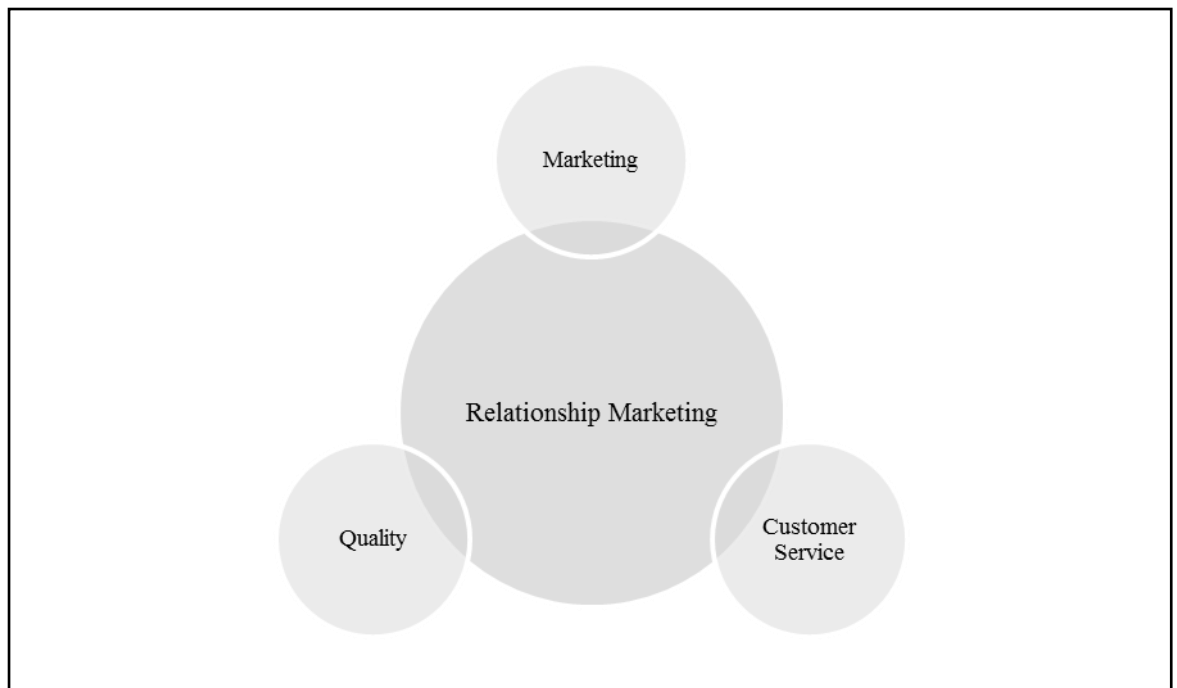 Marketing
Relationship Marketing
Quality
Customer
Service